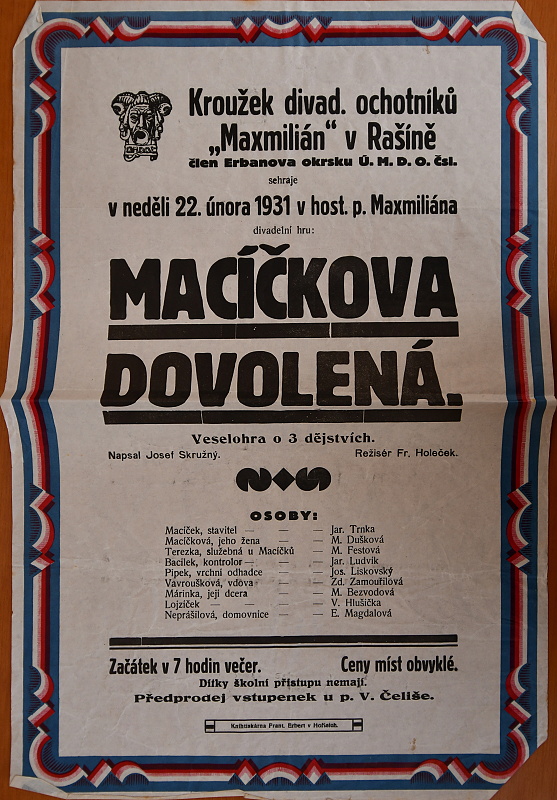 Kroužek divad. ochotníků
„Maxmilián“ v Rašíně
člen Erbanova okrsku Ú. M. D. O. čsl.
sehraje
v neděli 22. února 1931 v host. p. Maxmiliána
divadelní hru:
MACÍČKOVA
DOVOLENÁ.
Veselohra o 3 dějstvích.
Napsal Josef Skružný. Režisér Fr. Holeček.
OSOBY:
Macíček, stavitel — — — Jar. Trnka
Macíčková, jeho žena — — M. Dušková
Terezka, služebná u Macíčků — M. Festová
Bacílek, kontrolor — — — Jar. Ludvík
Pípek, vrchní odhadce — — Jos. Liskovský
Vavroušková, vdova — — — Zd. Zamouřilová
Márinka, její dcera — — M. Bezvodová
Lojzíček — — — — V. Hlušička
Neprášilová, domovnice — — E. Magdalová
Začátek v 7 hodin večer. Ceny míst obvyklé.
Dítky školní přístupu nemají.
Předprodej vstupenek u p. V. Čeliše.
Knihtiskárna Frant. Erbert v Hořicích.